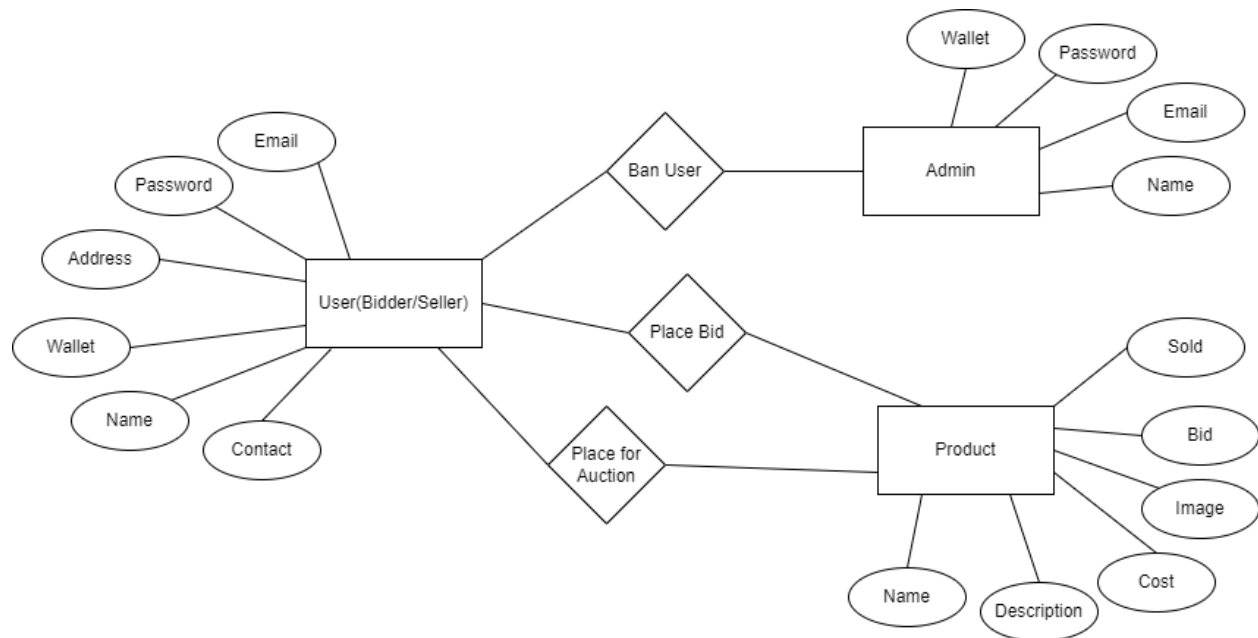 Wallet
Password
Email
Name
Admin
Ban User
Email
Password
Address
Wallet
Name
Contact
User(Bidder/Seller)
Place Bid
Place for
Auction
Product
Sold
Bid
Image
Cost
Description
Name